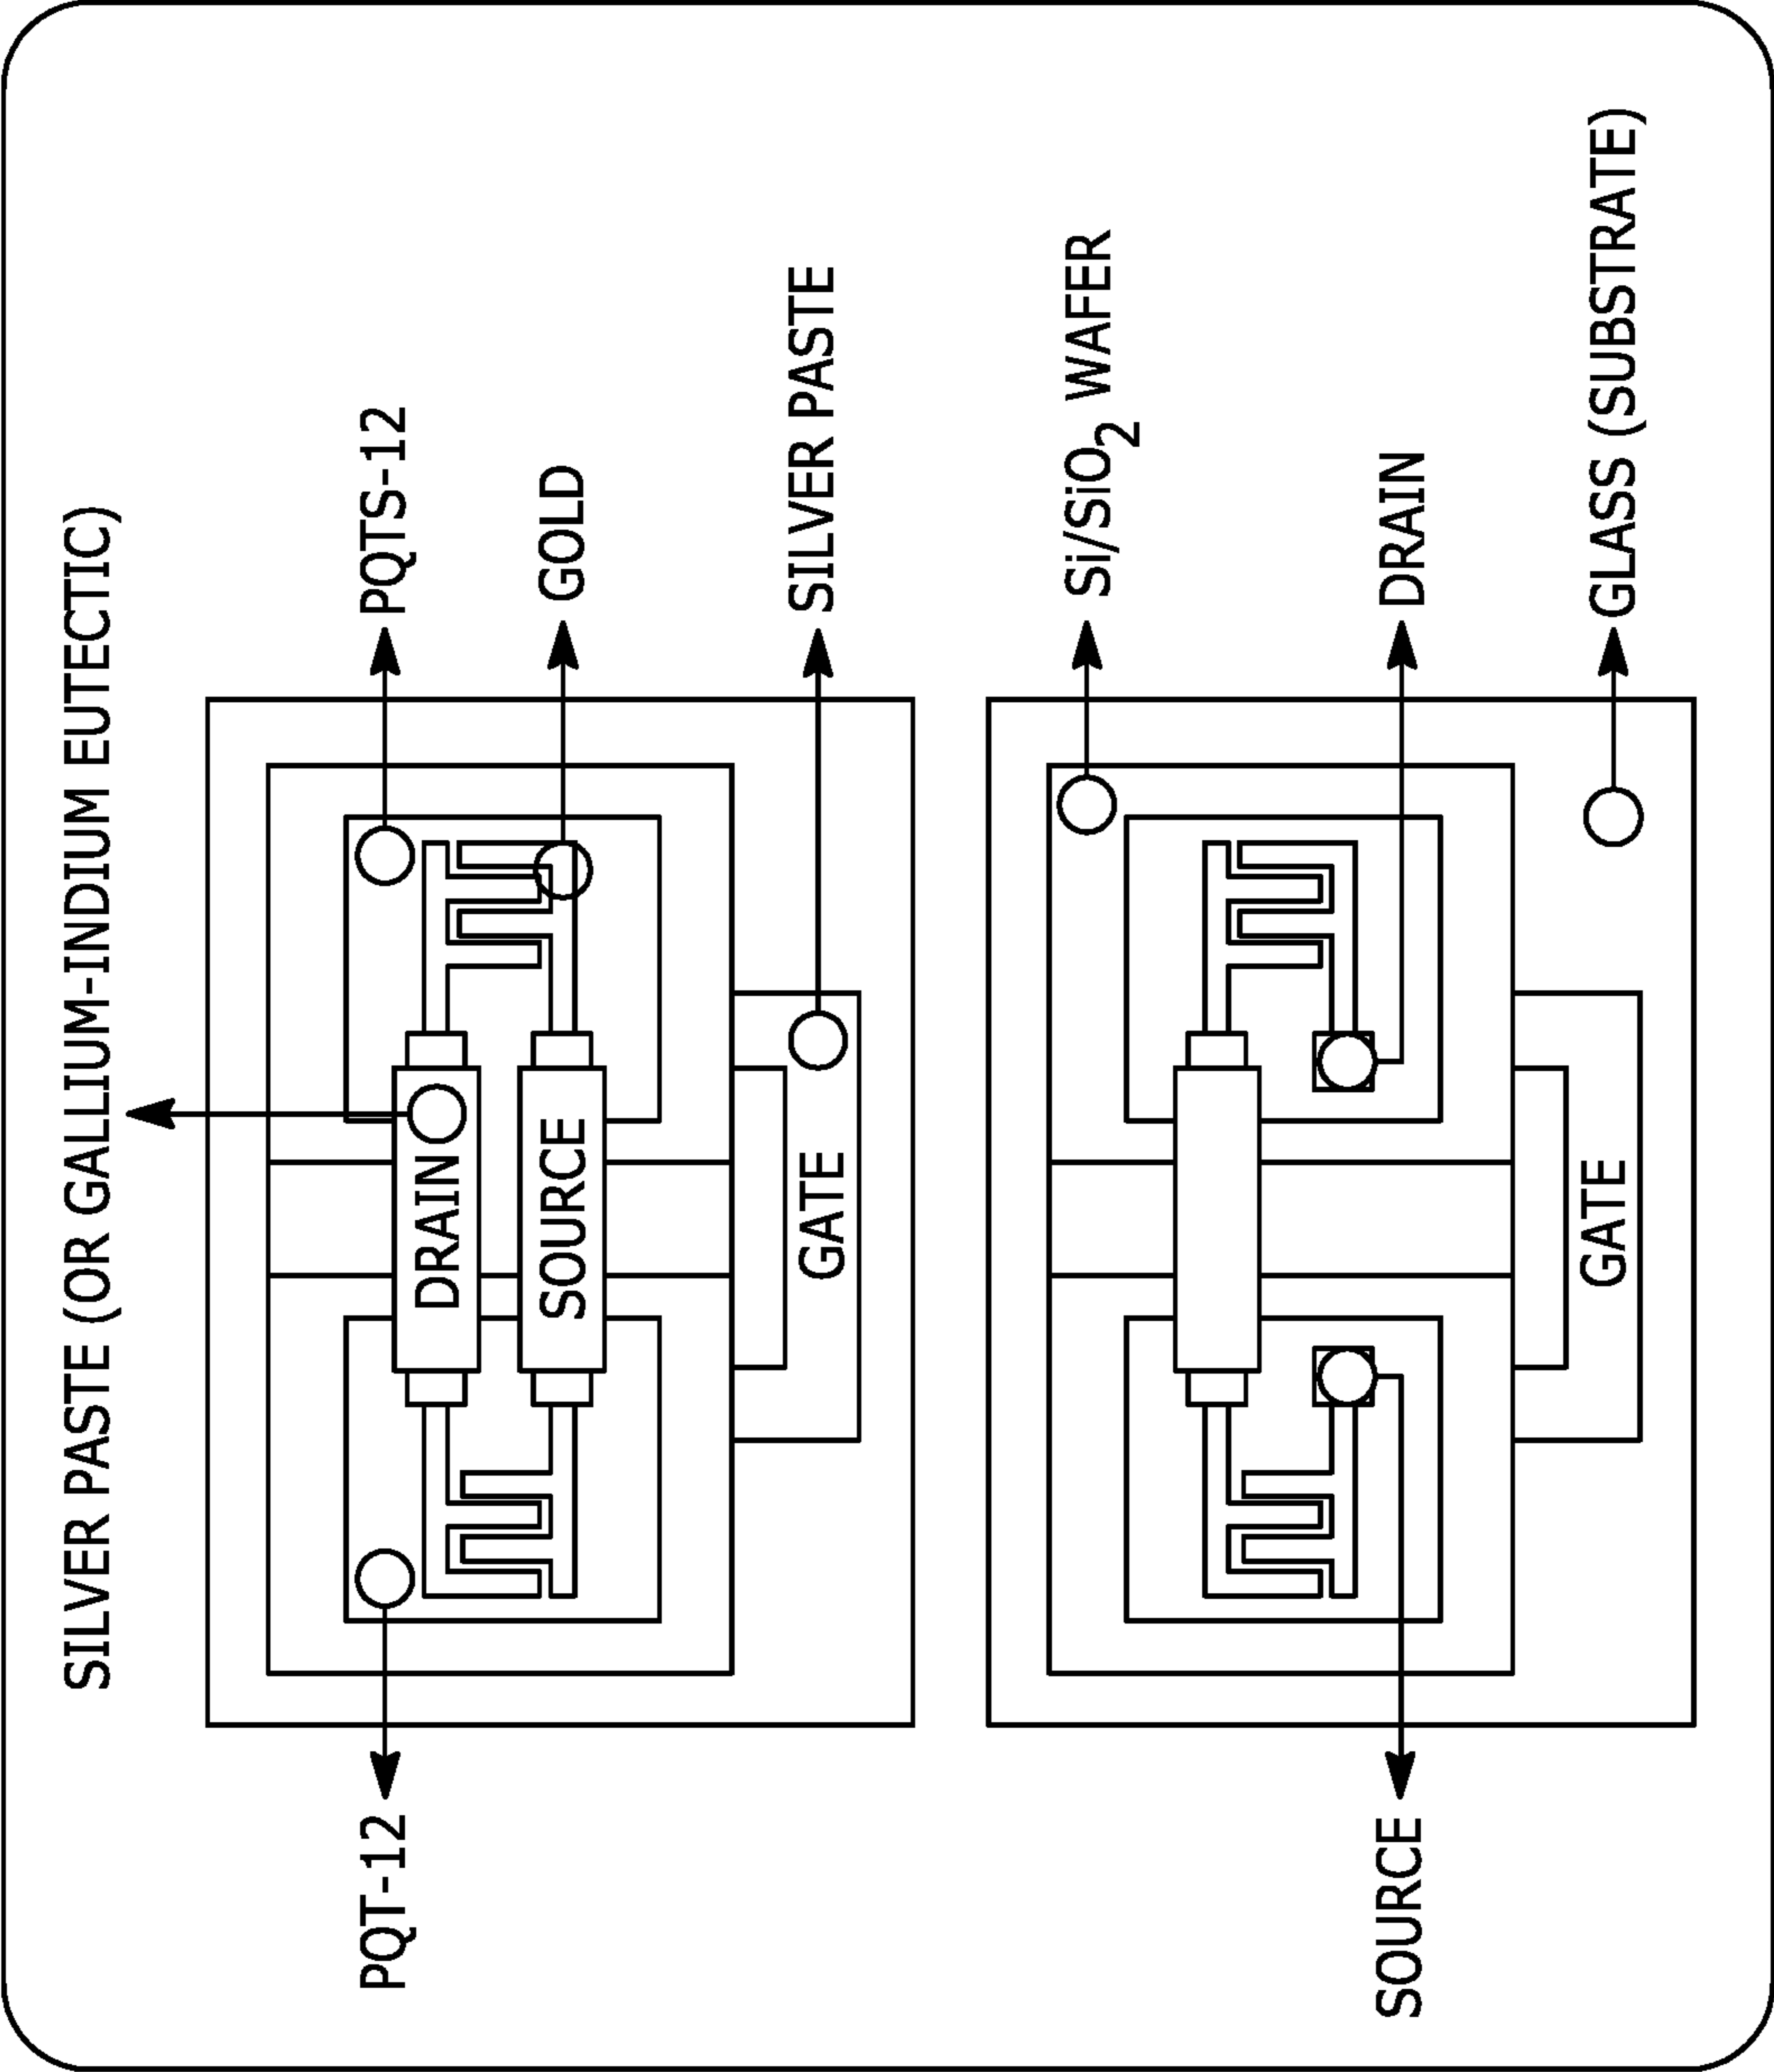 SILVER PASTE (OR GALLIUM-INDIUM EUTECTIC)
PQT-12
PQTS-12
DRAIN
GOLD
SOURCE
SILVER PASTE
GATE
Si/SiO2 WAFER
SOURCE
DRAIN
GATE
GLASS (SUBSTRATE)